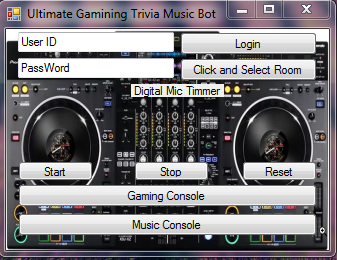 Ultimate Gamining Trivia Music Bot
User ID
Login
PassWord
Click and Select Room
Digital Mic Timmer
Start
Stop
Reset
Gaming Console
Music Console